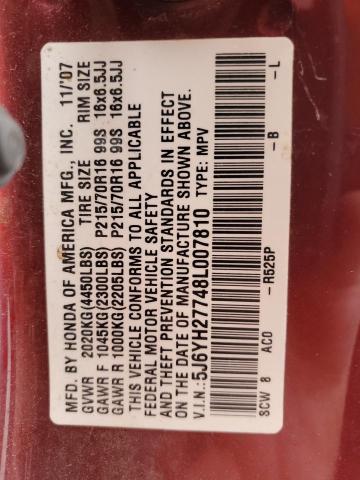 MFD. BY HONDA OF AMERICA MFG., INC. 11/07
GVWR 2020KG(4450LBS) TIRE SIZE RIM SIZE
GAWR F 1045KG(2300LBS) P215/70R16 99S 16x6.5JJ
GAWR R 1000KG(2205LBS) P215/70R16 99S 16x6.5JJ
THIS VEHICLE CONFORMS TO ALL APPLICABLE
FEDERAL MOTOR VEHICLE SAFETY
AND THEFT PREVENTION STANDARDS IN EFFECT
ON THE DATE OF MANUFACTURE SHOWN ABOVE.
V.I.N.: 5J6YH27748L007810 TYPE: MPV
SCW 8 AC0 -R525P -B -L